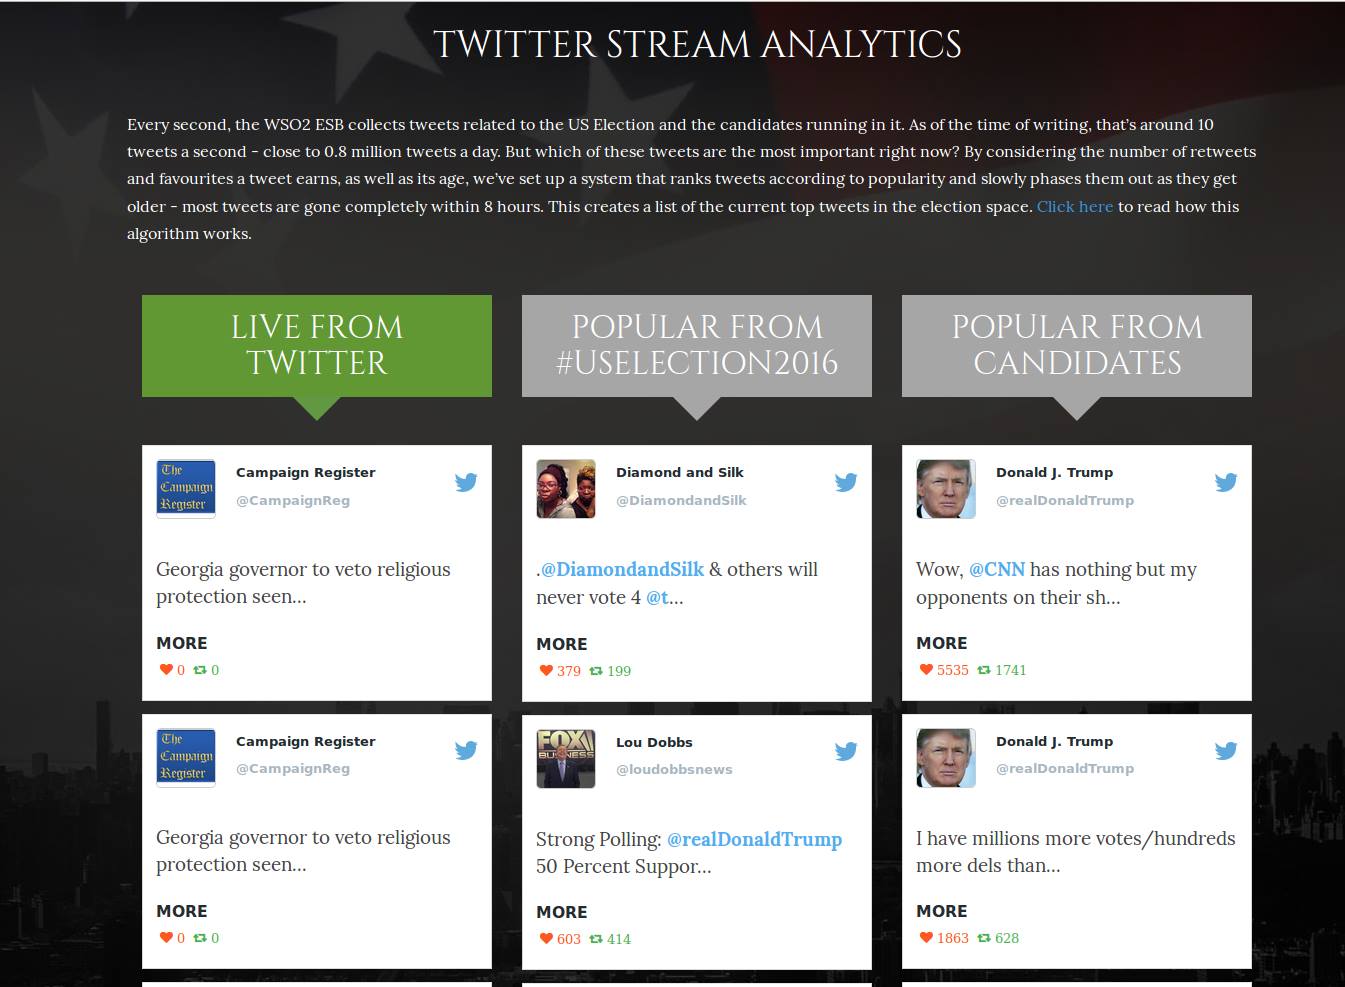 TWITTER STREAM ANALYTICS
Every second, the WSO2 ESB collects tweets related to the US Election and the candidates running in it. As of the time of writing, that’s around 10
tweets a second - close to 0.8 million tweets a day. But which of these tweets are the most important right now? By considering the number of retweets
and favourites a tweet earns, as well as its age, we’ve set up a system that ranks tweets according to popularity and slowly phases them out as they get
older - most tweets are gone completely within 8 hours. This creates a list of the current top tweets in the election space. Click here to read how this
algorithm works.
LIVE FROM
TWITTER
The
Campaign
Register
Campaign Register
@CampaignReg
Georgia governor to veto religious
protection seen...
MORE
0 0
The
Campaign
Register
Campaign Register
@CampaignReg
Georgia governor to veto religious
protection seen...
MORE
0 0
POPULAR FROM
#USELECTION2016
Diamond and Silk
@DiamondandSilk
.@DiamondandSilk & others will
never vote 4 @t...
MORE
379 199
FOX
BUSINESS
Lou Dobbs
@loudobbsnews
Strong Polling: @realDonaldTrump
50 Percent Suppor...
MORE
603 414
POPULAR FROM
CANDIDATES
Donald J. Trump
@realDonaldTrump
Wow, @CNN has nothing but my
opponents on their sh...
MORE
5535 1741
Donald J. Trump
@realDonaldTrump
I have millions more votes/hundreds
more dels than...
MORE
1863 628